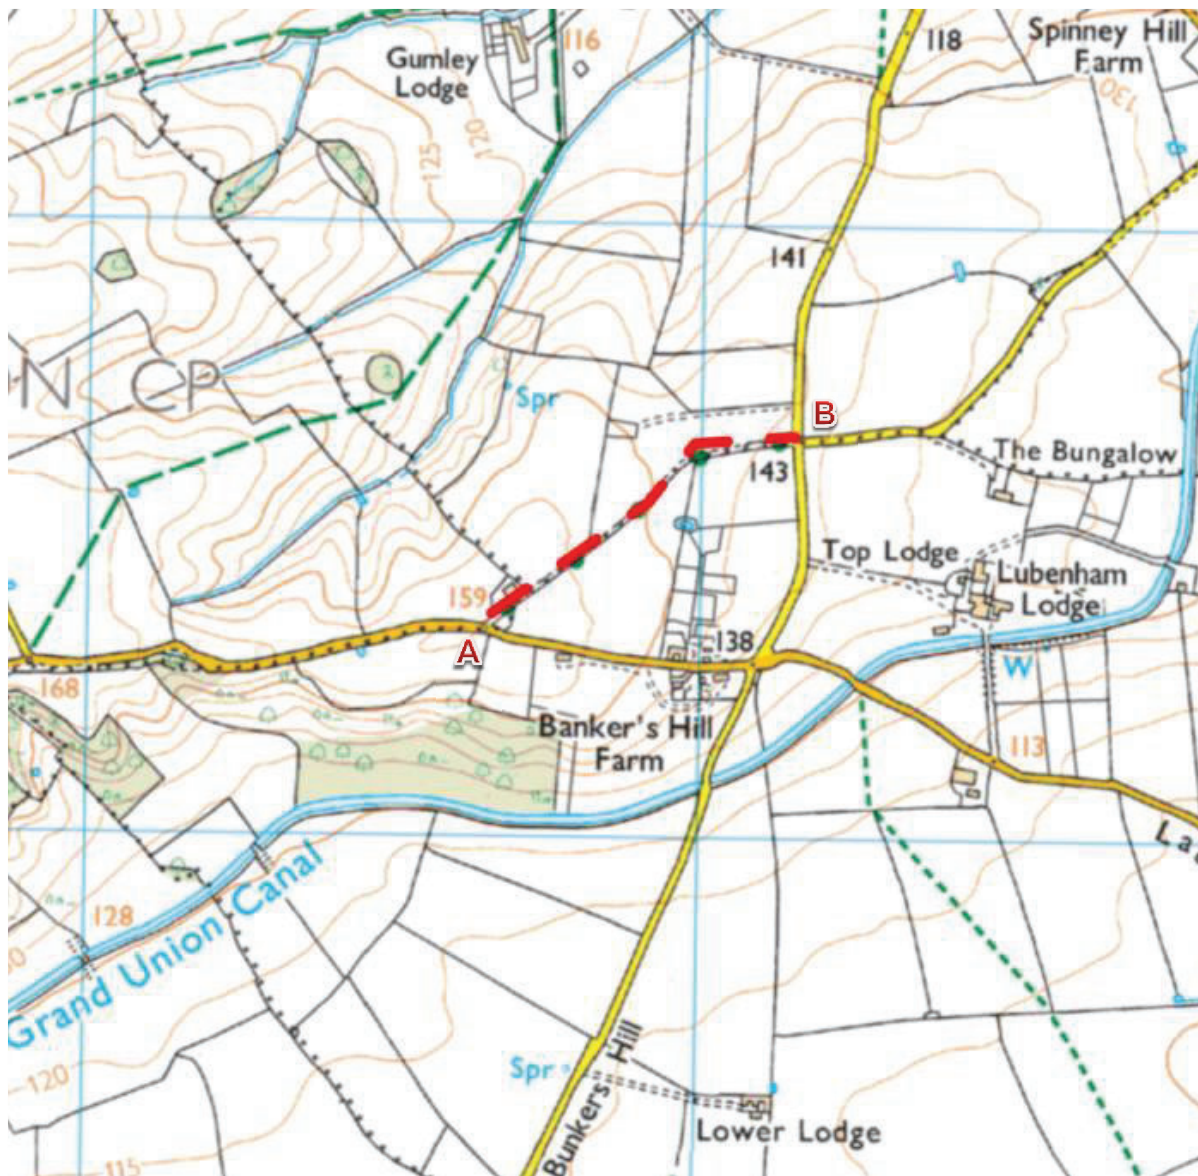 Gumley
Lodge
116
118
Spinney Hill
Farm
130
125
120
141
N CP
Spr
B
143
The Bungalow
159
A
Top Lodge
Lubenham
Lodge
138
W
168
Banker's Hill
Farm
113
Grand Union Canal
128
120
Spr
Bunkers Hill
Lower Lodge
115